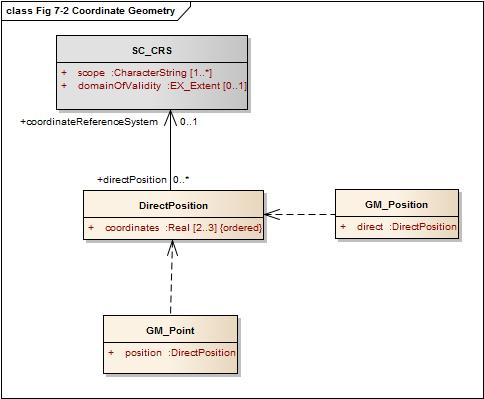 class Fig 7-2 Coordinate Geometry
SC_CRS
+ scope :CharacterString [1..*]
+ domainOfValidity :EX_Extent [0..1]
+coordinateReferenceSystem 0..1
+directPosition 0..*
DirectPosition
+ coordinates :Real [2..3] {ordered}
GM_Position
+ direct :DirectPosition
GM_Point
+ position :DirectPosition